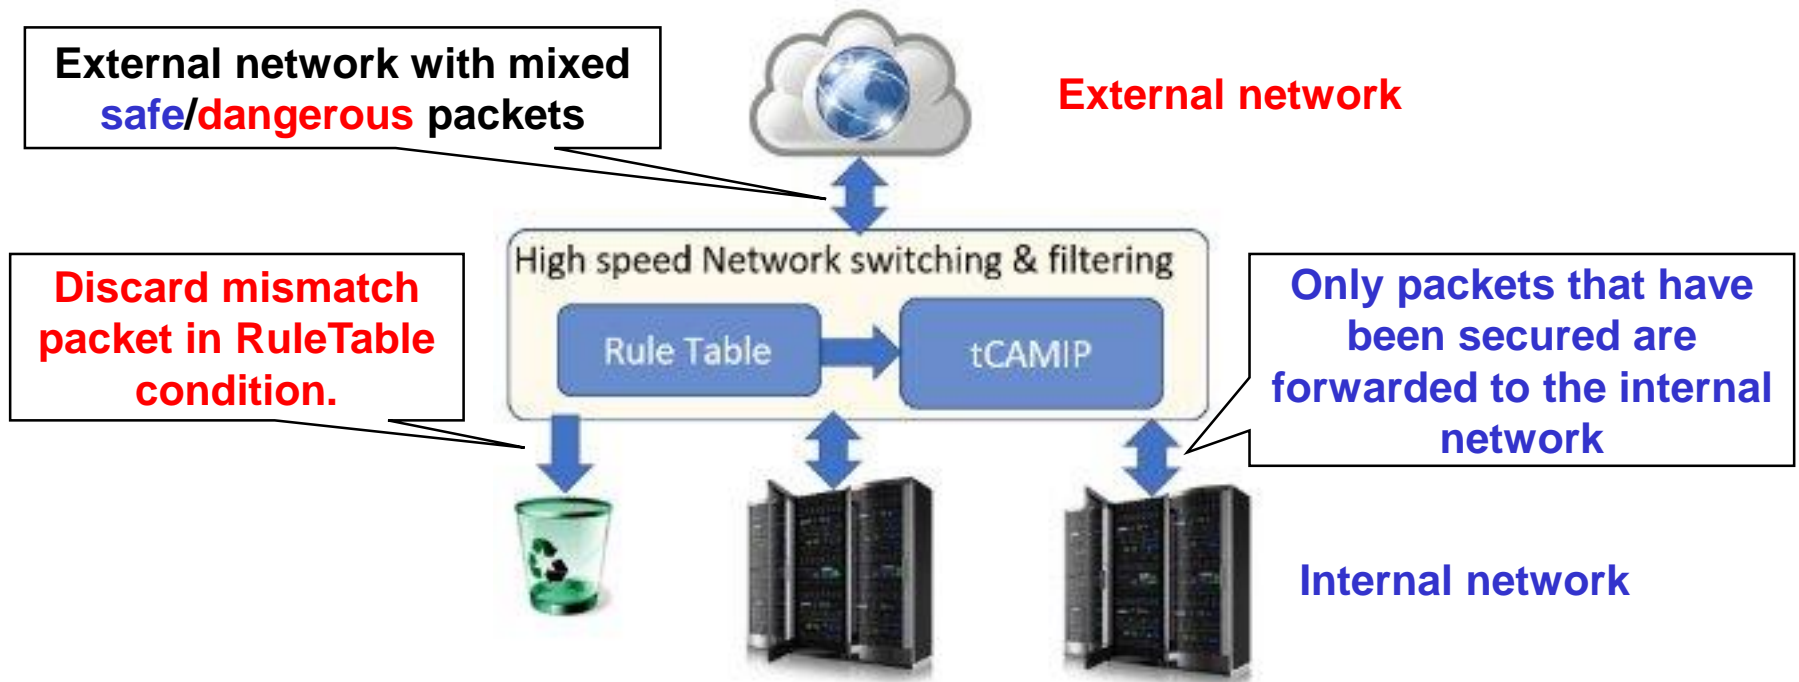 External network with mixed
safe/dangerous packets
External network
High speed Network switching & filtering
Discard mismatch
packet in RuleTable
condition.
Rule Table
tCAMIP
Only packets that have
been secured are
forwarded to the internal
network
Internal network